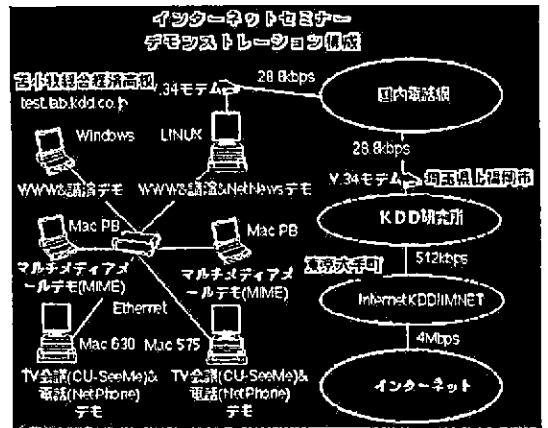 インターネットセミナー
デモンストレーション構成
苫小牧総合経済高校
test.lab.kdd.co.jp
V.34モデム
28.8kbps
国内電話網
Windows
LINUX
28.8kbps
WWW&講演デモ
WWW&講演&NetNewsデモ
V.34モデム
埼玉県上福岡市
KDD研究所
Mac PB
Mac PB
マルチメディアメ
ールデモ(MIME)
マルチメディアメ
ールデモ(MIME)
512kbps
東京大手町
InternetKDD/IMNET
Ethernet
4Mbps
Mac 630
Mac 575
TV会議(CU-SeeMe)&
電話(NetPhone)
デモ
TV会議(CU-SeeMe)&
電話(NetPhone)
デモ
インターネット